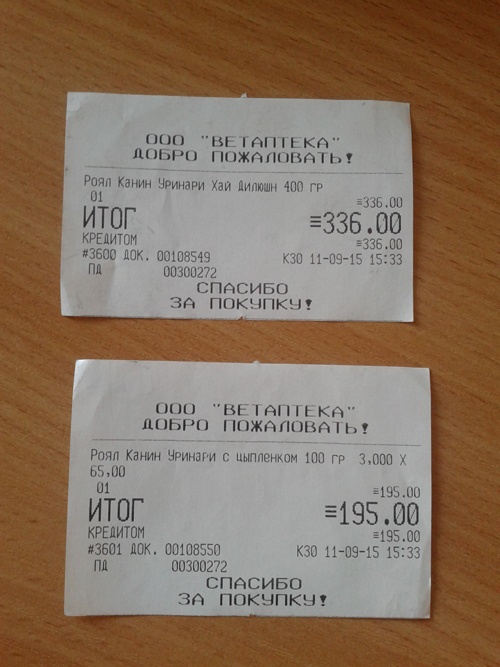 ООО "ВЕТАПТЕКА"
ДОБРО ПОЖАЛОВАТЬ!
Роял Канин Уринари Хай Дилюшн 400 гр
01 ≡336.00
ИТОГ ≡336.00
КРЕДИТОМ ≡336.00
#3600 ДОК. 00108549 К30 11-09-15 15:33
ПД 00300272
СПАСИБО
ЗА ПОКУПКУ!
ООО "ВЕТАПТЕКА"
ДОБРО ПОЖАЛОВАТЬ!
Роял Канин Уринари с цыпленком 100 гр 3,000 X
65,00
01 ≡195.00
ИТОГ ≡195.00
КРЕДИТОМ ≡195.00
#3601 ДОК. 00108550 К30 11-09-15 15:33
ПД 00300272
СПАСИБО
ЗА ПОКУПКУ!